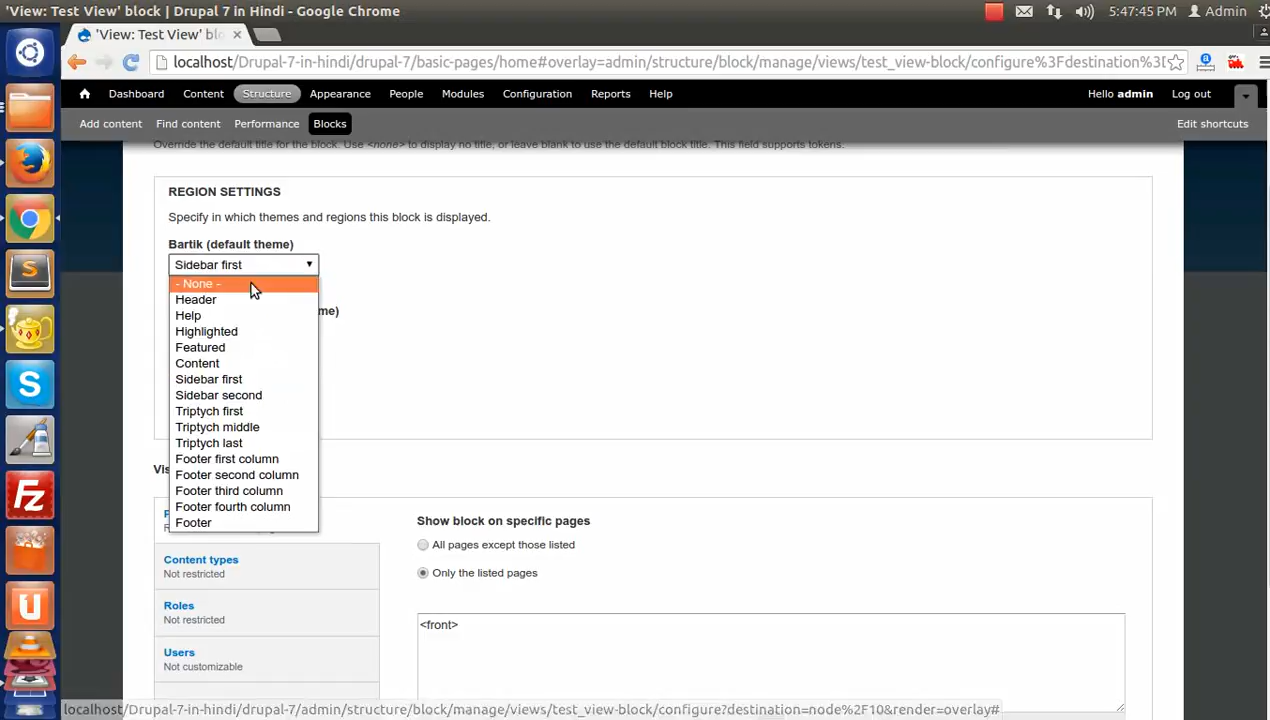 'View: Test View' block | Drupal 7 in Hindi - Google Chrome
5:47:45 PM
Admin
'View: Test View' blo
localhost/Drupal-7-in-hindi/drupal-7/basic-pages/home#overlay=admin/structure/block/manage/views/test_view-block/configure%3Fdestination%3D
Dashboard Content Structure Appearance People Modules Configuration Reports Help
Hello admin Log out
Add content Find content Performance Blocks
Edit shortcuts
Override the default title for the block. Use <none> to display no title, or leave blank to use the default block title. This field supports tokens.
REGION SETTINGS
Specify in which themes and regions this block is displayed.
Bartik (default theme)
Sidebar first
- None -
Header
me)
Help
Highlighted
Featured
Content
Sidebar first
Sidebar second
Triptych first
Triptych middle
Triptych last
Footer first column
Vis
Footer second column
Footer third column
Footer fourth column
Footer
Show block on specific pages
All pages except those listed
Content types
Not restricted
Only the listed pages
Roles
Not restricted
<front>
Users
Not customizable
localhost/Drupal-7-in-hindi/drupal-7/admin/structure/block/manage/views/test_view-block/configure?destination=node%2F10&render=overlay#